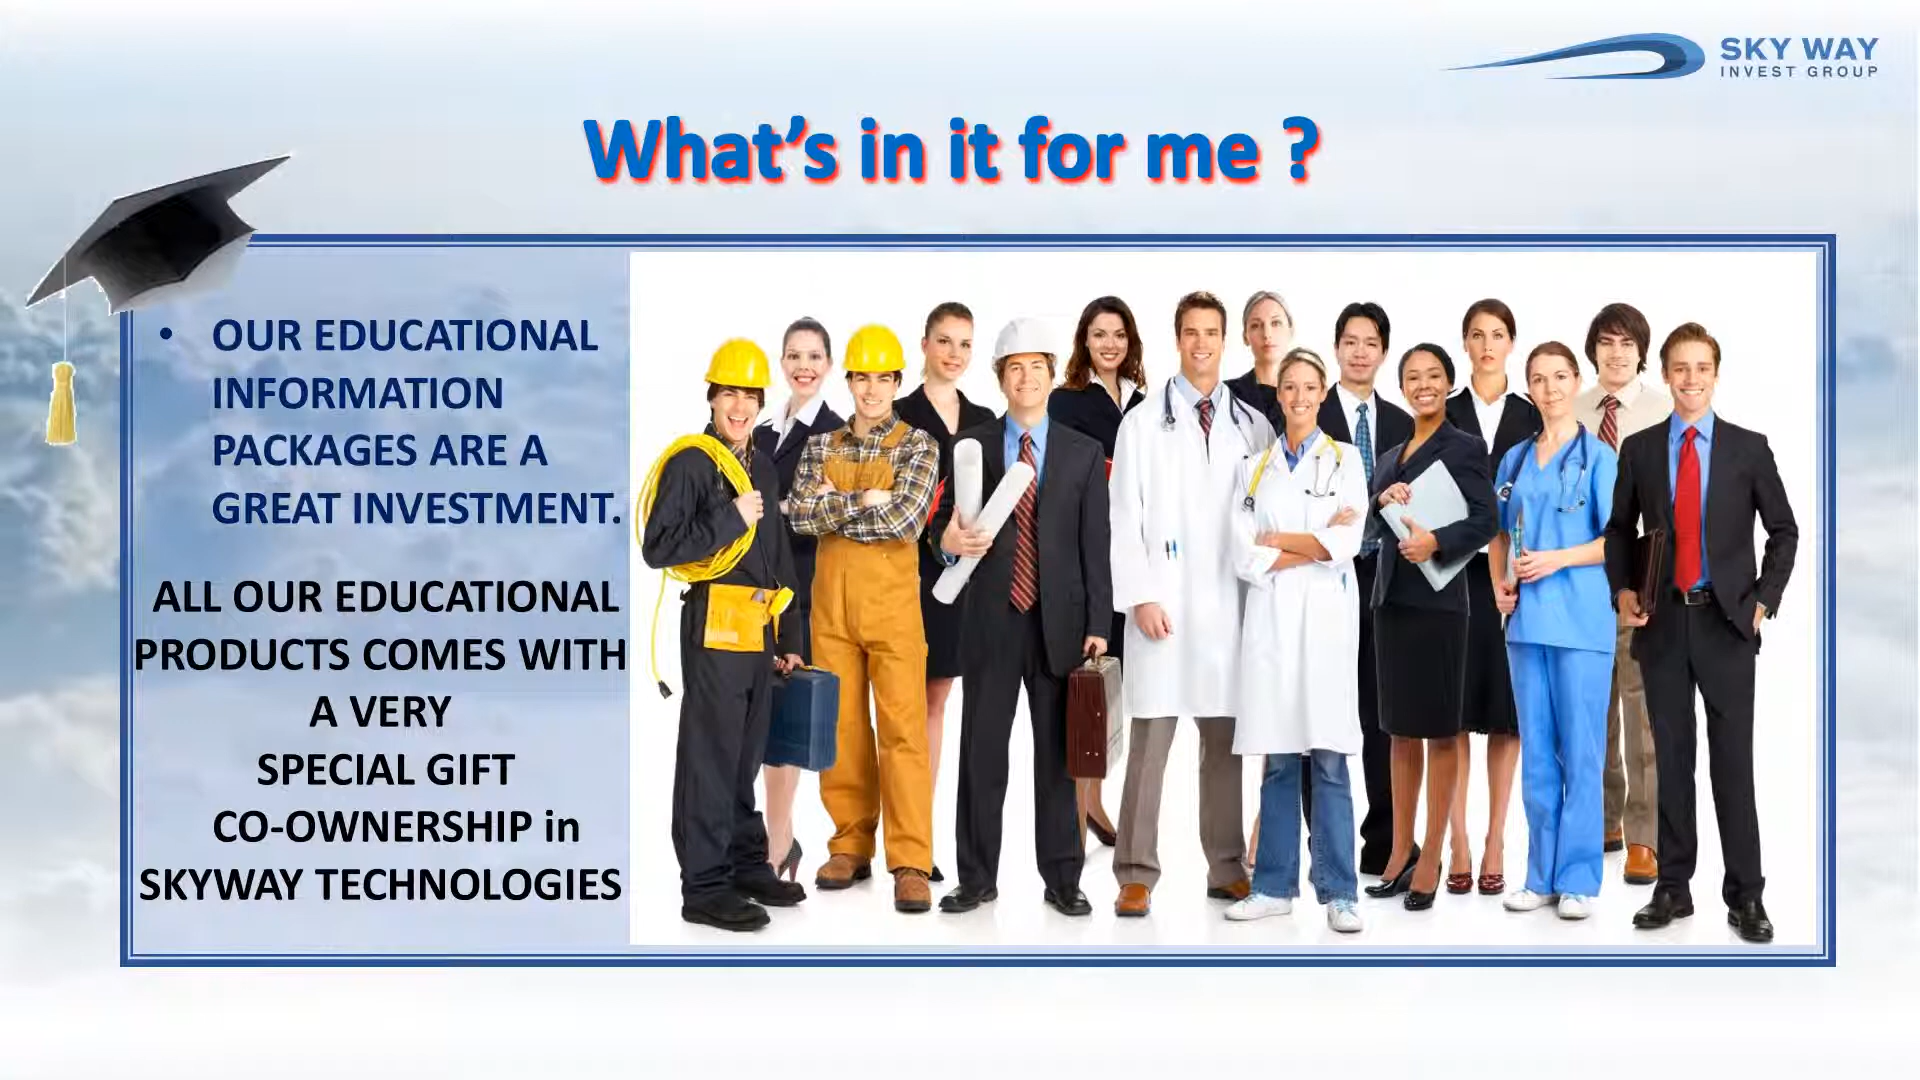 SKY WAY
INVEST GROUP
What's in it for me ?
• OUR EDUCATIONAL
INFORMATION
PACKAGES ARE A
GREAT INVESTMENT.
ALL OUR EDUCATIONAL
PRODUCTS COMES WITH
A VERY
SPECIAL GIFT
CO-OWNERSHIP in
SKYWAY TECHNOLOGIES